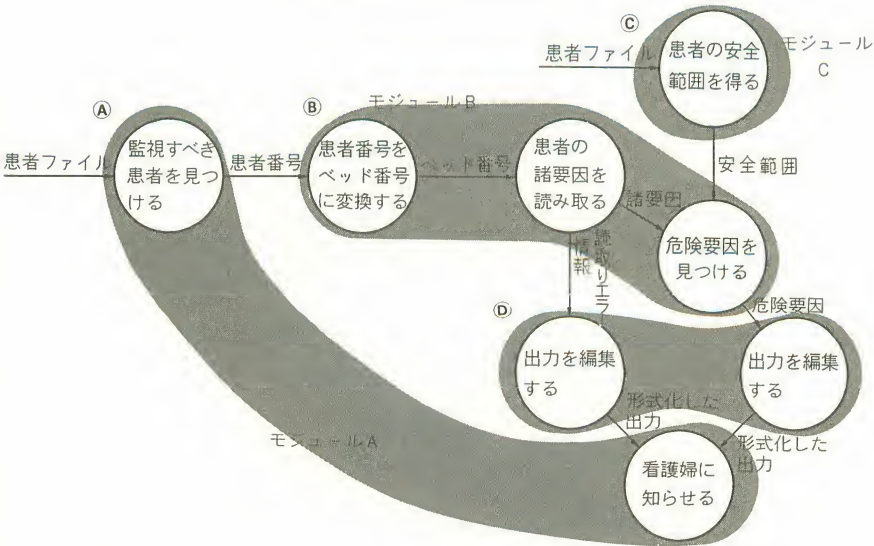 Ⓒ
患者ファイル
患者の安全
範囲を得る
モジュール
C
安全範囲
Ⓐ
患者ファイル
監視すべき
患者を見つ
ける
患者番号
Ⓑ
モジュールB
患者番号を
ベッド番号
に変換する
ベッド番号
患者の
諸要因を
読み取る
諸要因
危険要因を
見つける
読取りエラー
情報
危険要因
Ⓓ
出力を編集
する
出力を編集
する
形式化した
出力
形式化した
出力
モジュールA
看護婦に
知らせる